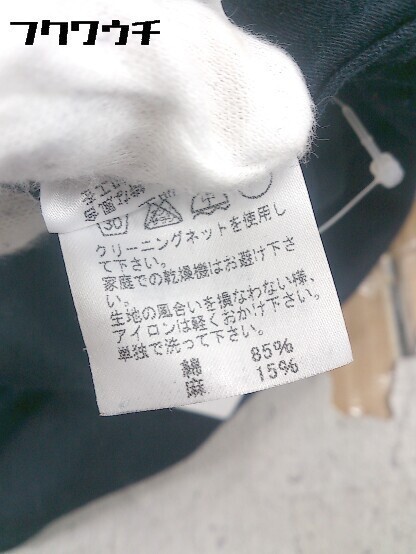 フクワウチ
30 中
クリーニングネットを使用し
て下さい。
家庭での乾燥機はお避け下さ
い。
生地の風合いを損なわない様、
アイロンは軽くおかけ下さい。
単独で洗って下さい。
綿 85%
麻 15%